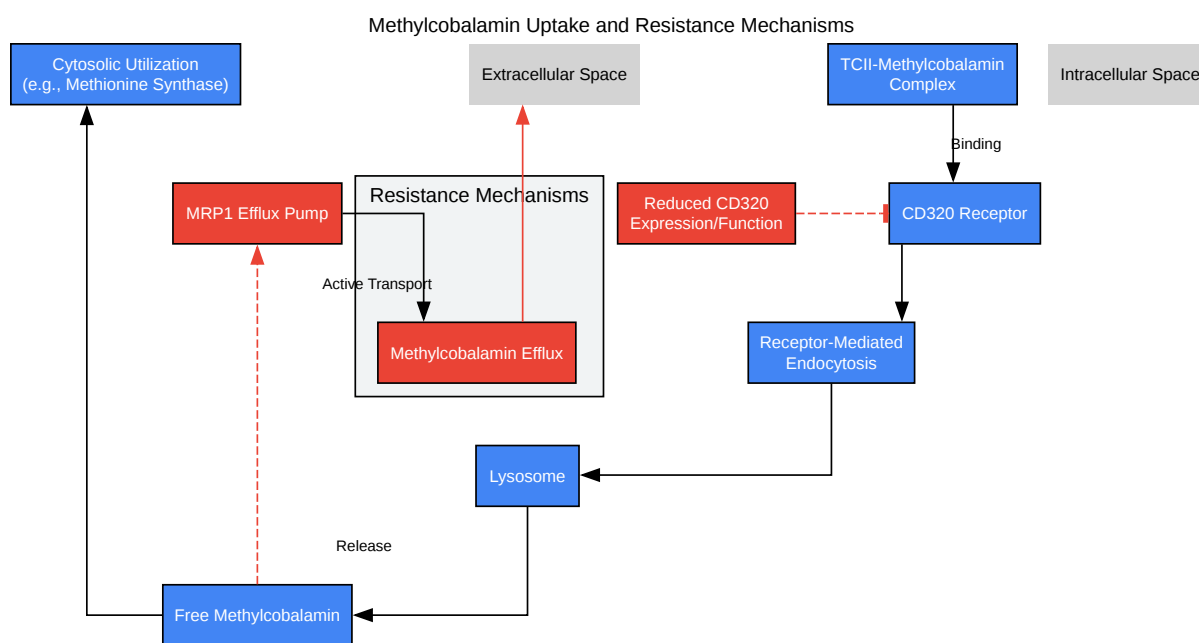 Methylcobalamin Uptake and Resistance Mechanisms
Cytosolic Utilization
(e.g., Methionine Synthase)
Extracellular Space
TCII-Methylcobalamin
Complex
Intracellular Space
Binding
MRP1 Efflux Pump
Resistance Mechanisms
Reduced CD320
Expression/Function
CD320 Receptor
Active Transport
Methylcobalamin Efflux
Receptor-Mediated
Endocytosis
Lysosome
Release
Free Methylcobalamin